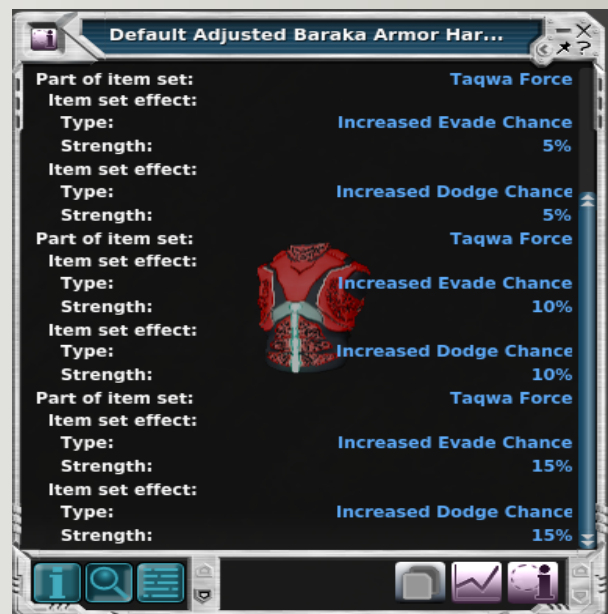 Default Adjusted Baraka Armor Har...
Part of item set: Taqwa Force
Item set effect:
Type: Increased Evade Chance
Strength: 5%
Item set effect:
Type: Increased Dodge Chance
Strength: 5%
Part of item set: Taqwa Force
Item set effect:
Type: Increased Evade Chance
Strength: 10%
Item set effect:
Type: Increased Dodge Chance
Strength: 10%
Part of item set: Taqwa Force
Item set effect:
Type: Increased Evade Chance
Strength: 15%
Item set effect:
Type: Increased Dodge Chance
Strength: 15%